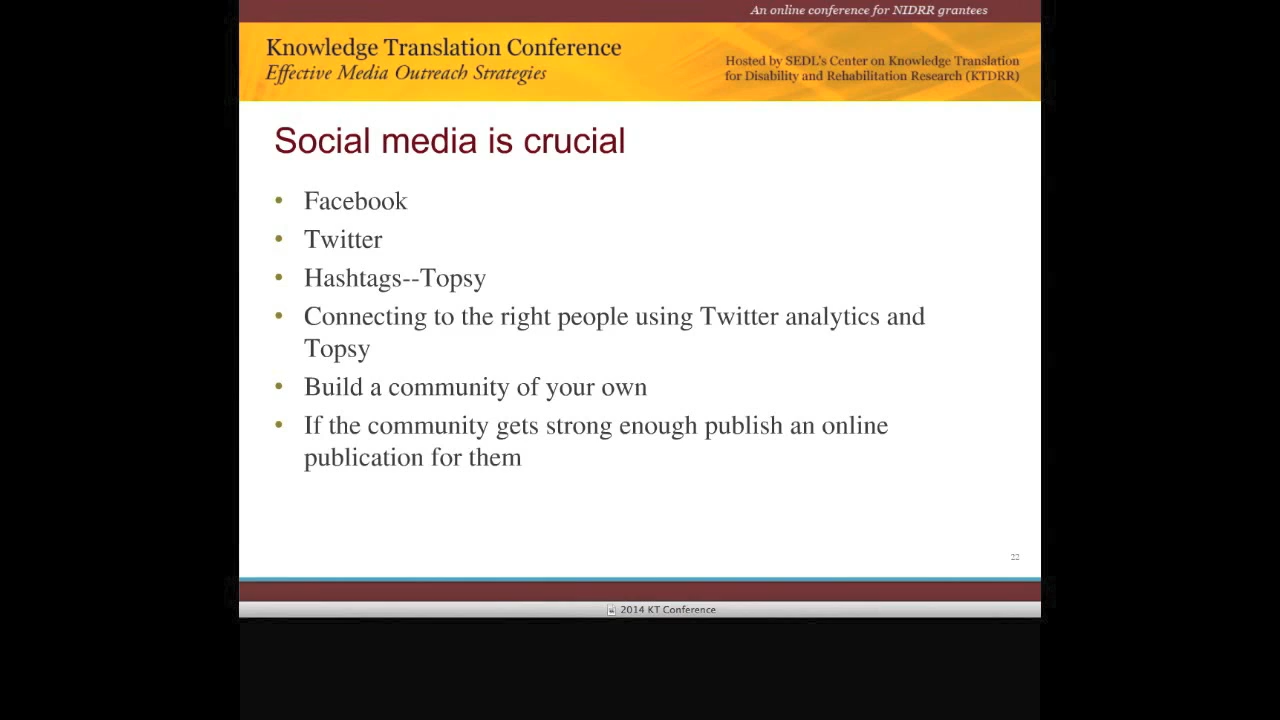 An online conference for NIDRR grantees
Knowledge Translation Conference
Effective Media Outreach Strategies
Hosted by SEDL's Center on Knowledge Translation
for Disability and Rehabilitation Research (KTDRR)
Social media is crucial
• Facebook
• Twitter
• Hashtags--Topsy
• Connecting to the right people using Twitter analytics and
Topsy
• Build a community of your own
• If the community gets strong enough publish an online
publication for them
22
2014 KT Conference